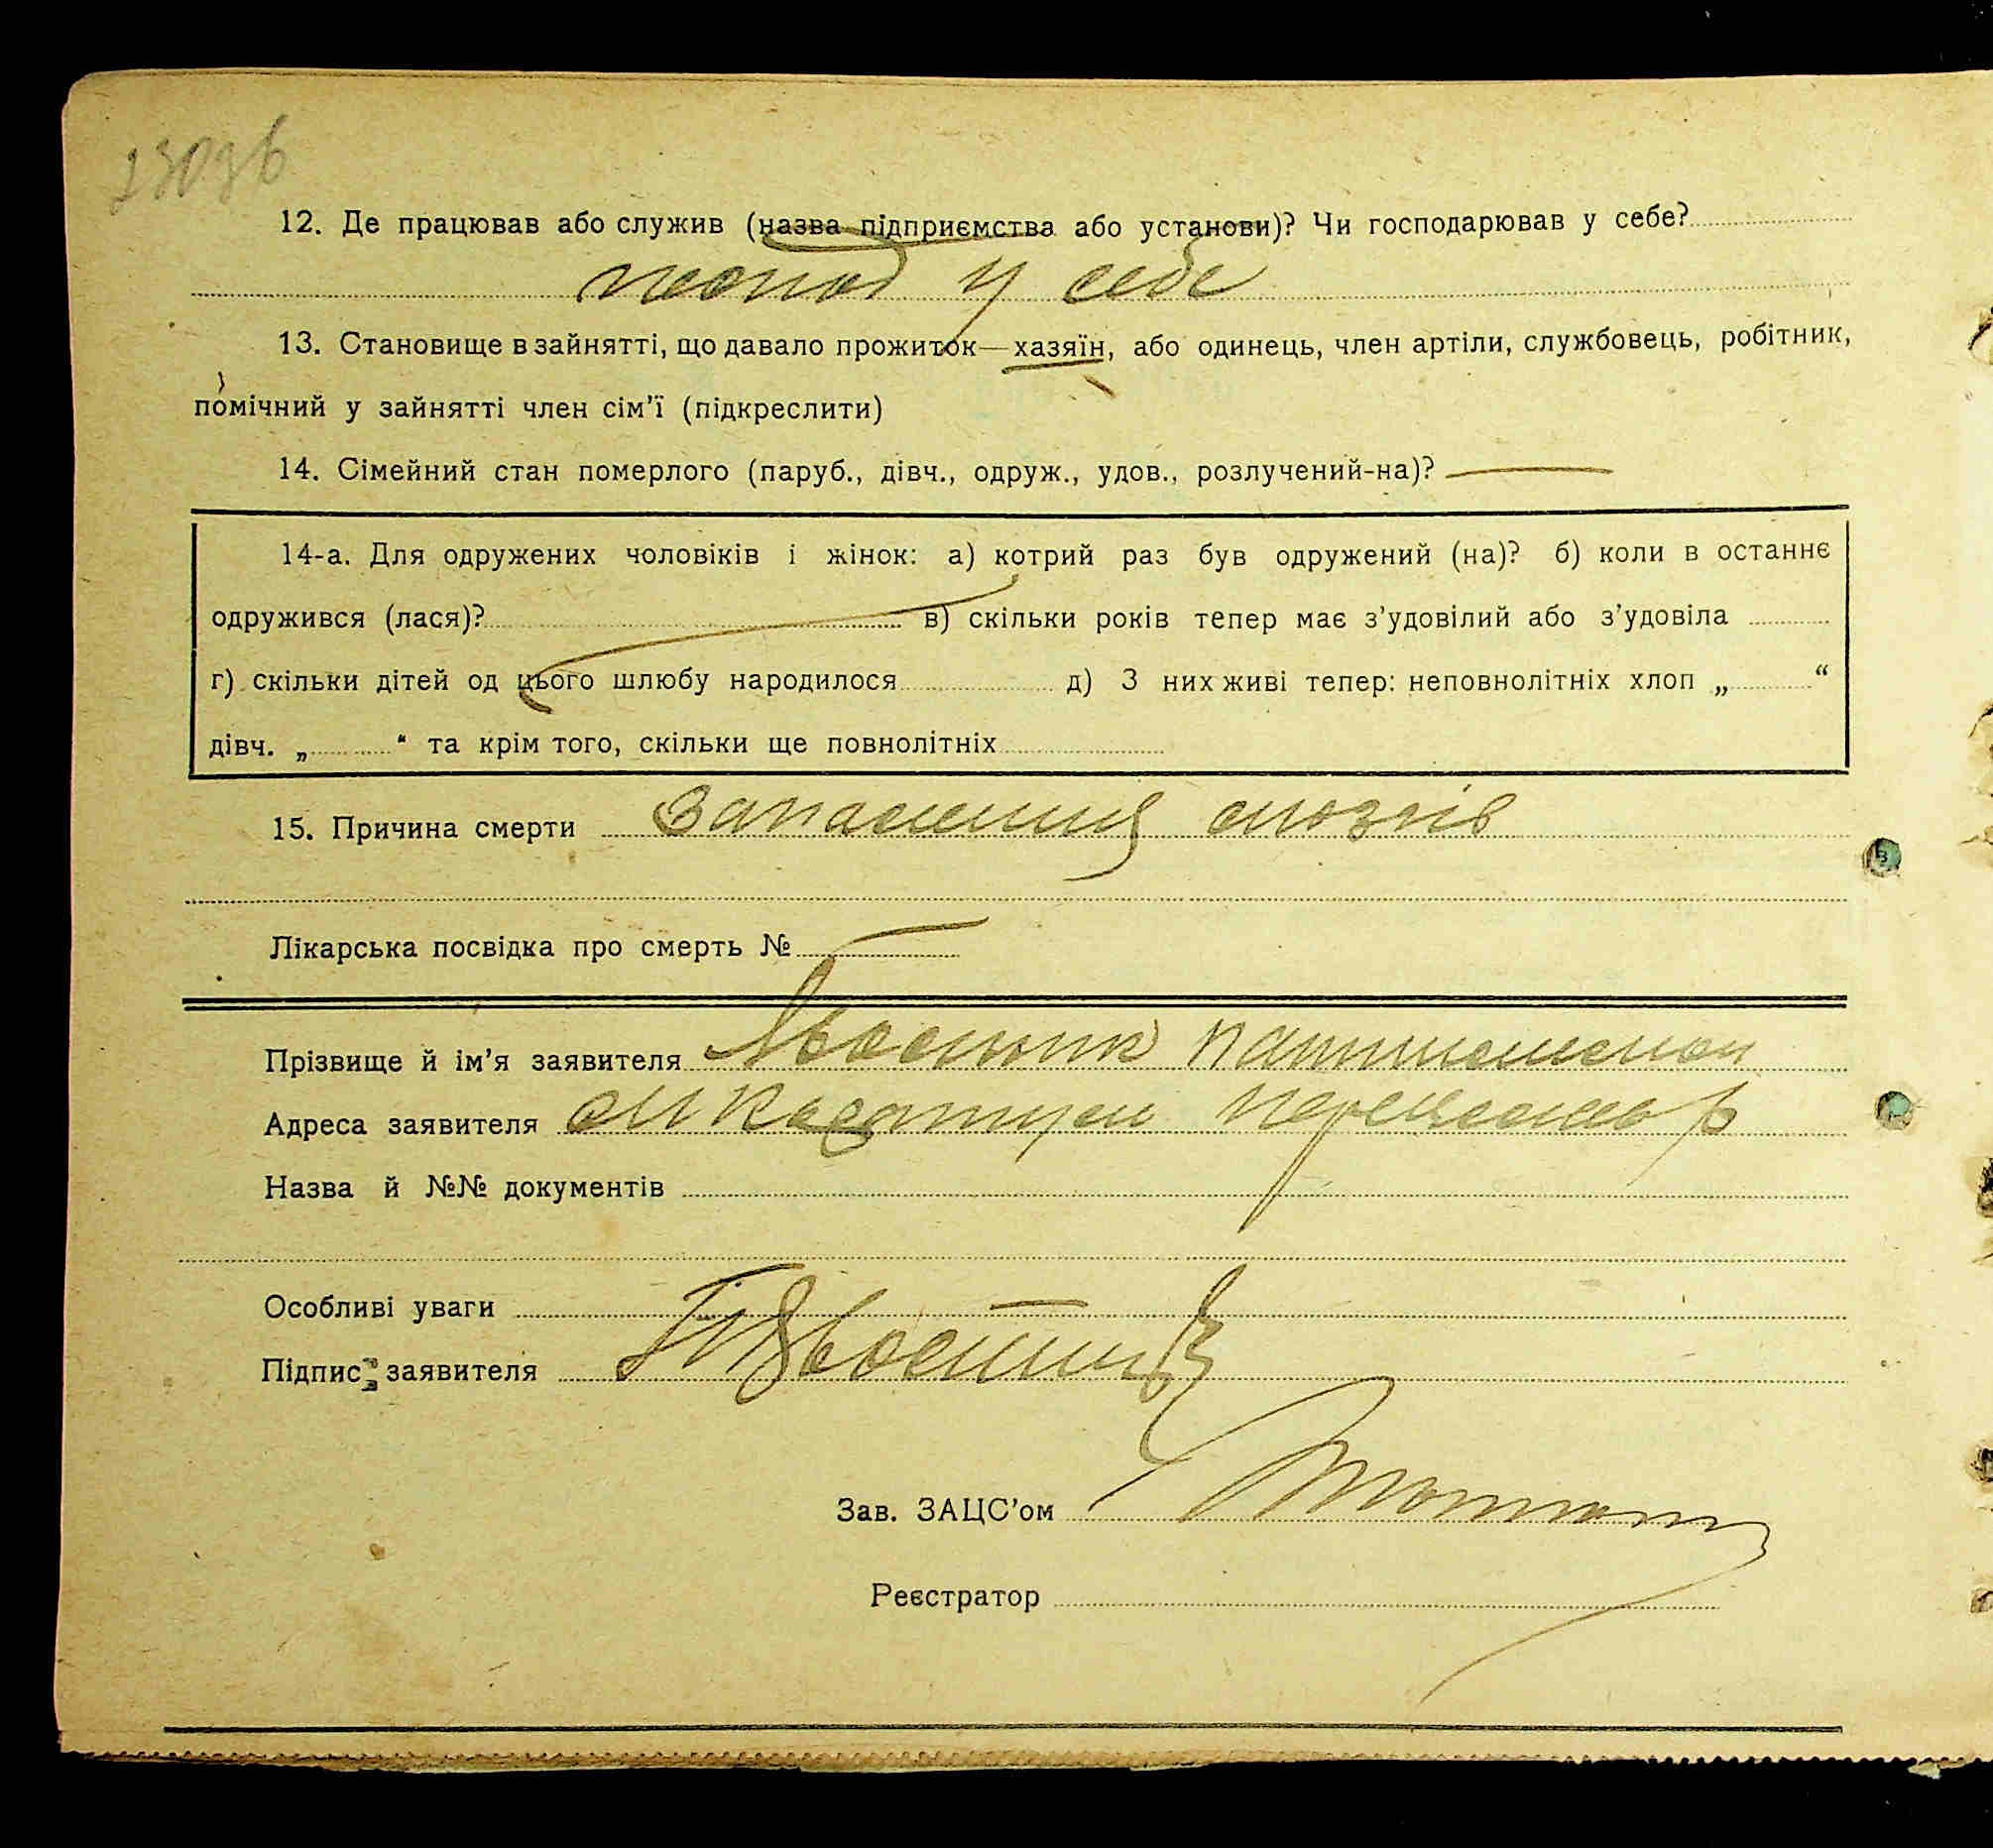 12. Де працював або служив (назва підприємства або установи)? Чи господарював у себе?
у себе
13. Становище в зайнятті, що давало прожиток—хазяїн, або одинець, член артіли, службовець, робітник,
помічний у зайнятті член сім'ї (підкреслити)
14. Сімейний стан померлого (паруб., дівч., одруж., удов., розлучений-на)? —
14-а. Для одружених чоловіків і жінок: а) котрий раз був одружений (на)? б) коли в останнє
одружився (лася)? в) скільки років тепер має з'удовілий або з'удовіла
г) скільки дітей од цього шлюбу народилося д) З них живі тепер: неповнолітніх хлоп „ “
дівч. „ “ та крім того, скільки ще повнолітніх
15. Причина смерти Запалення мозків
Лікарська посвідка про смерть №
Прізвище й ім'я заявителя
Адреса заявителя
Назва й №№ документів
Особливі уваги
Підпис заявителя
Зав. ЗАЦС'ом
Реєстратор